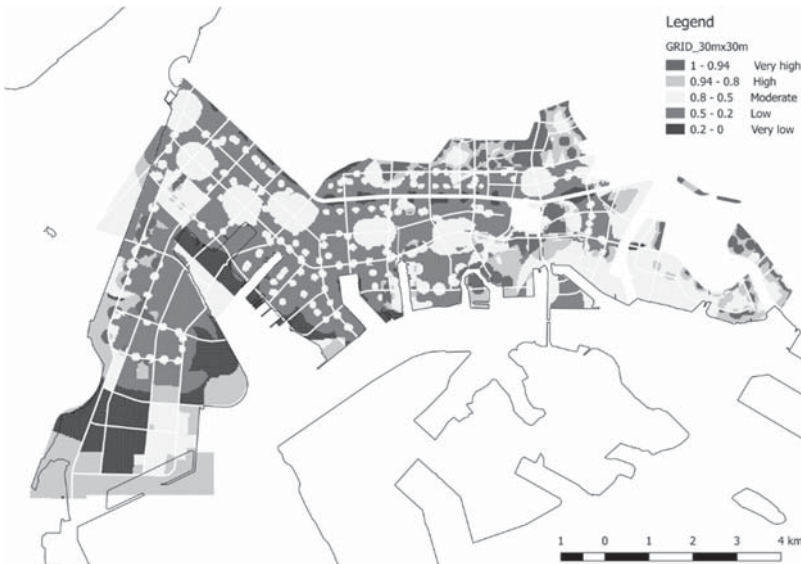 Legend
GRID_30mx30m
1 - 0.94 Very high
0.94 - 0.8 High
0.8 - 0.5 Moderate
0.5 - 0.2 Low
0.2 - 0 Very low
1 0 1 2 3 4 km